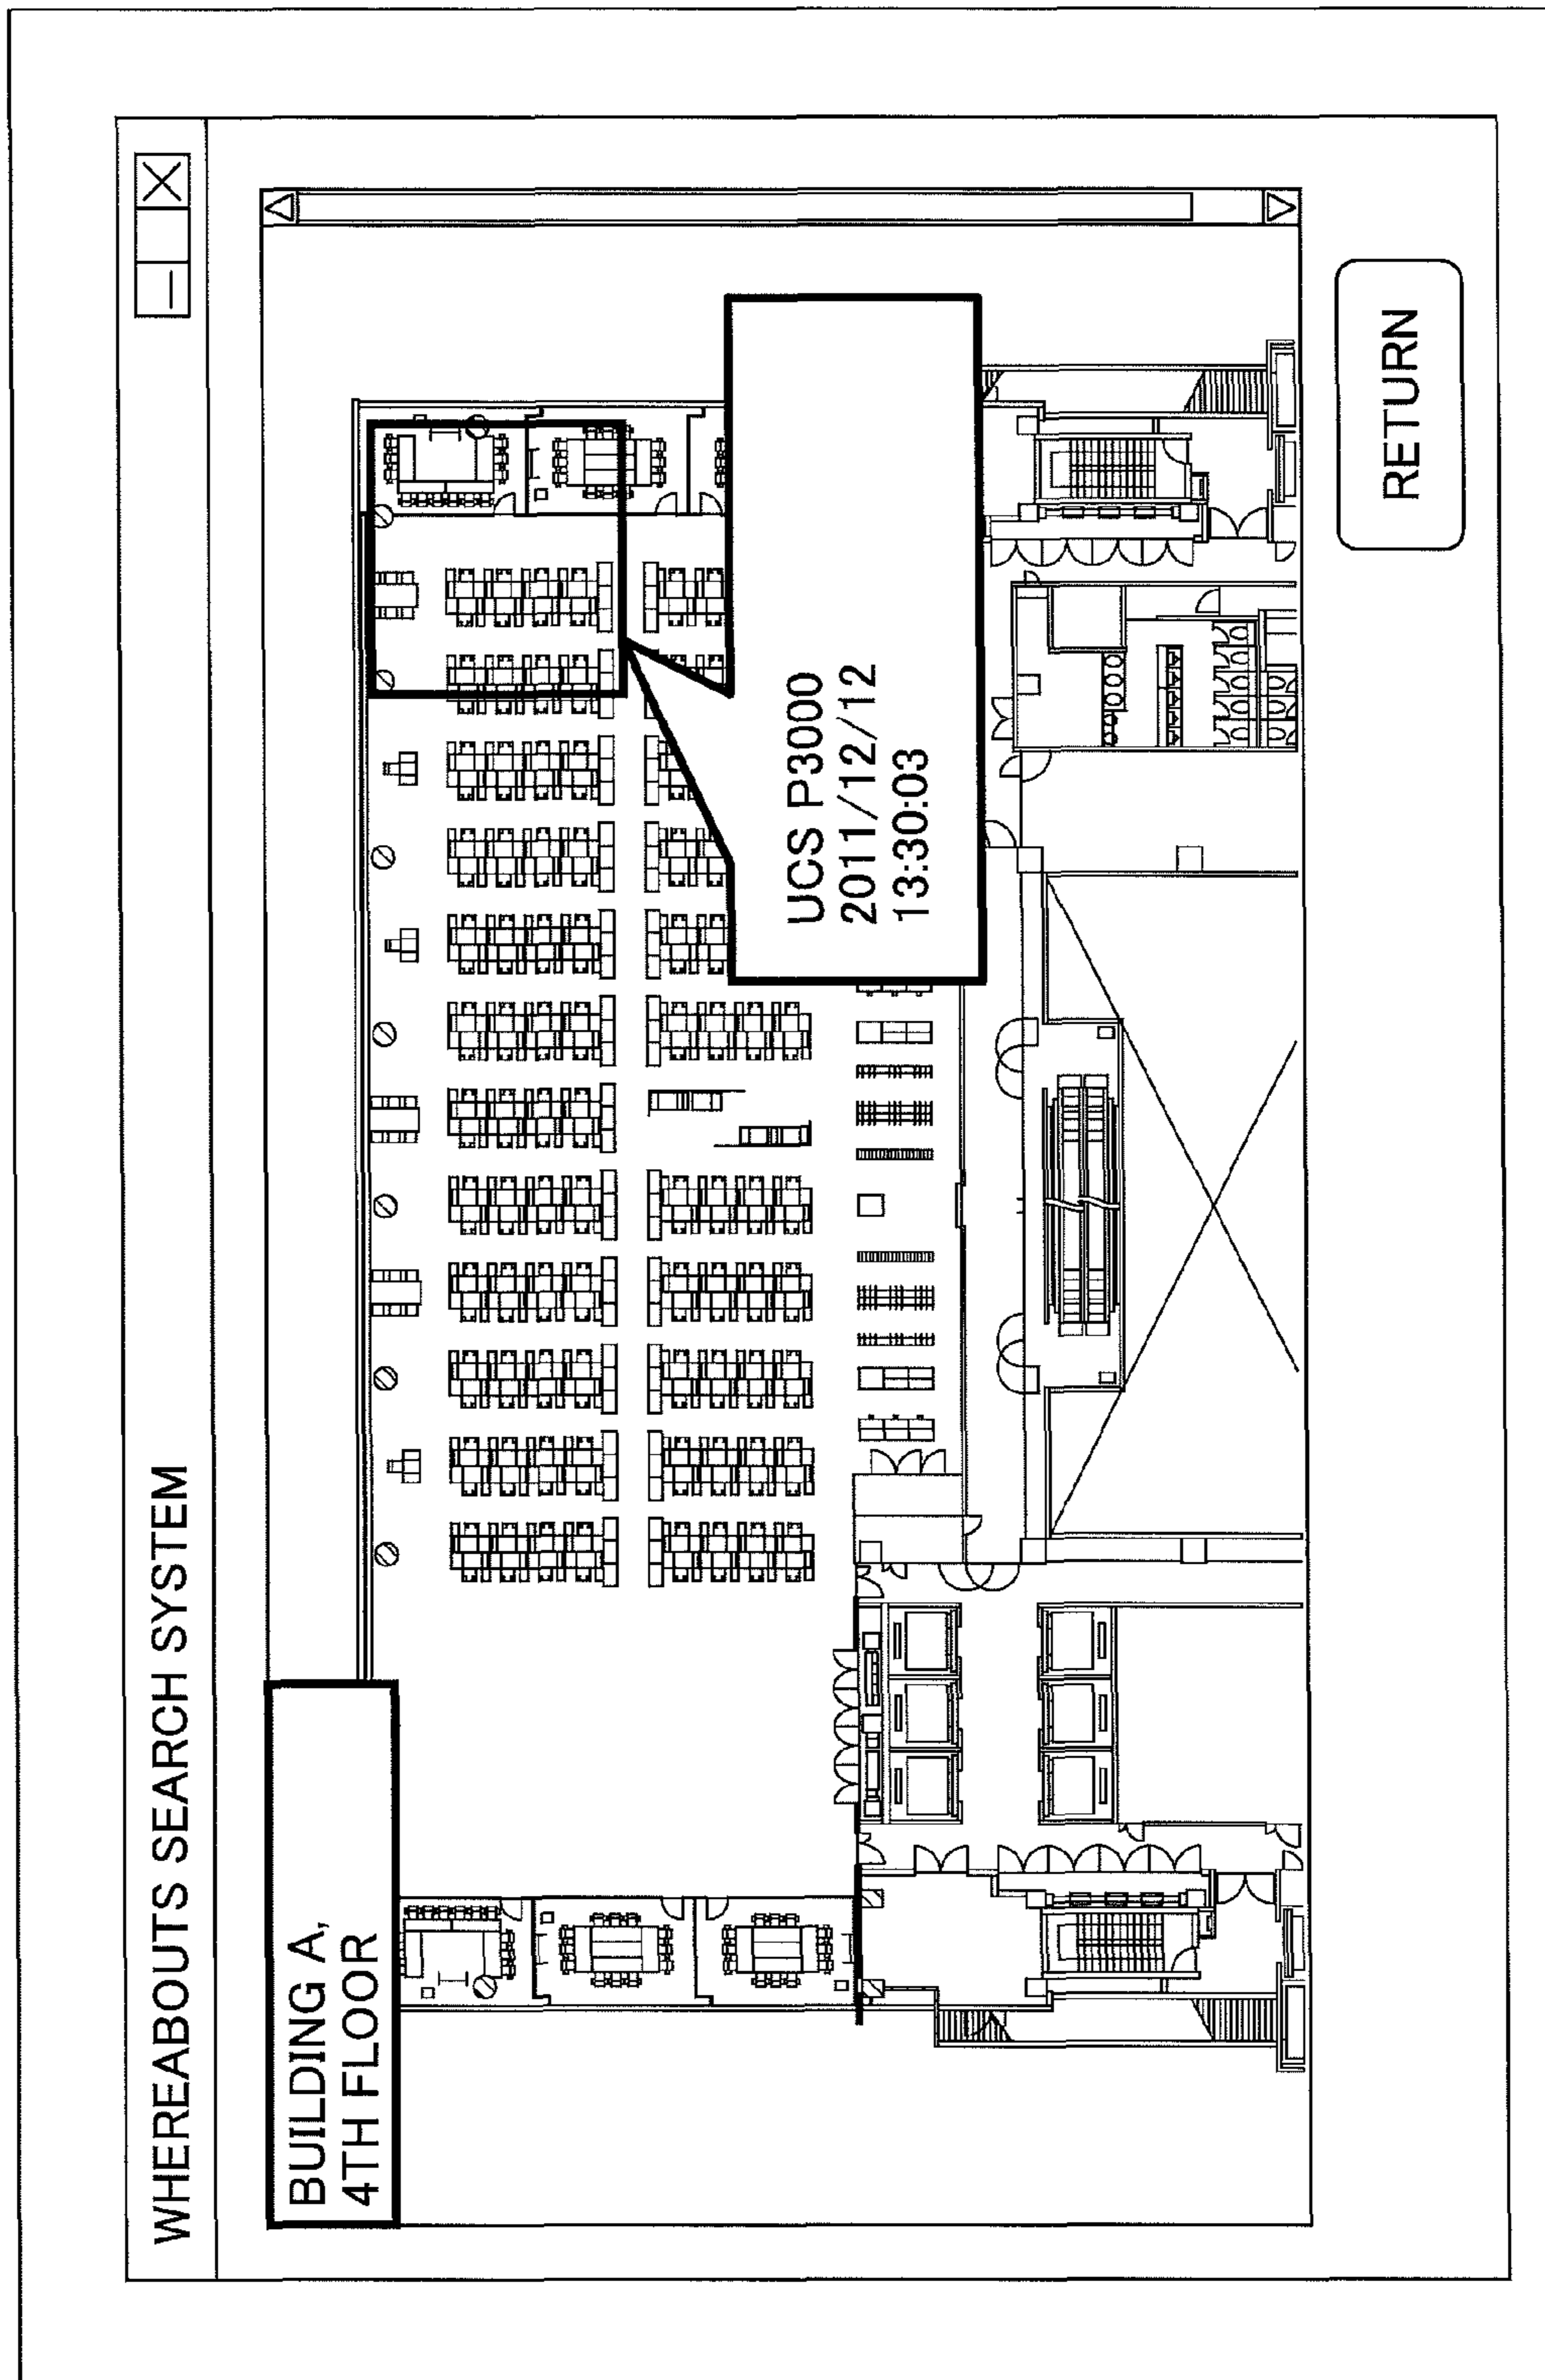 WHEREABOUTS SEARCH SYSTEM
BUILDING A,
4TH FLOOR
UCS P3000
2011/12/12
13:30:03
RETURN